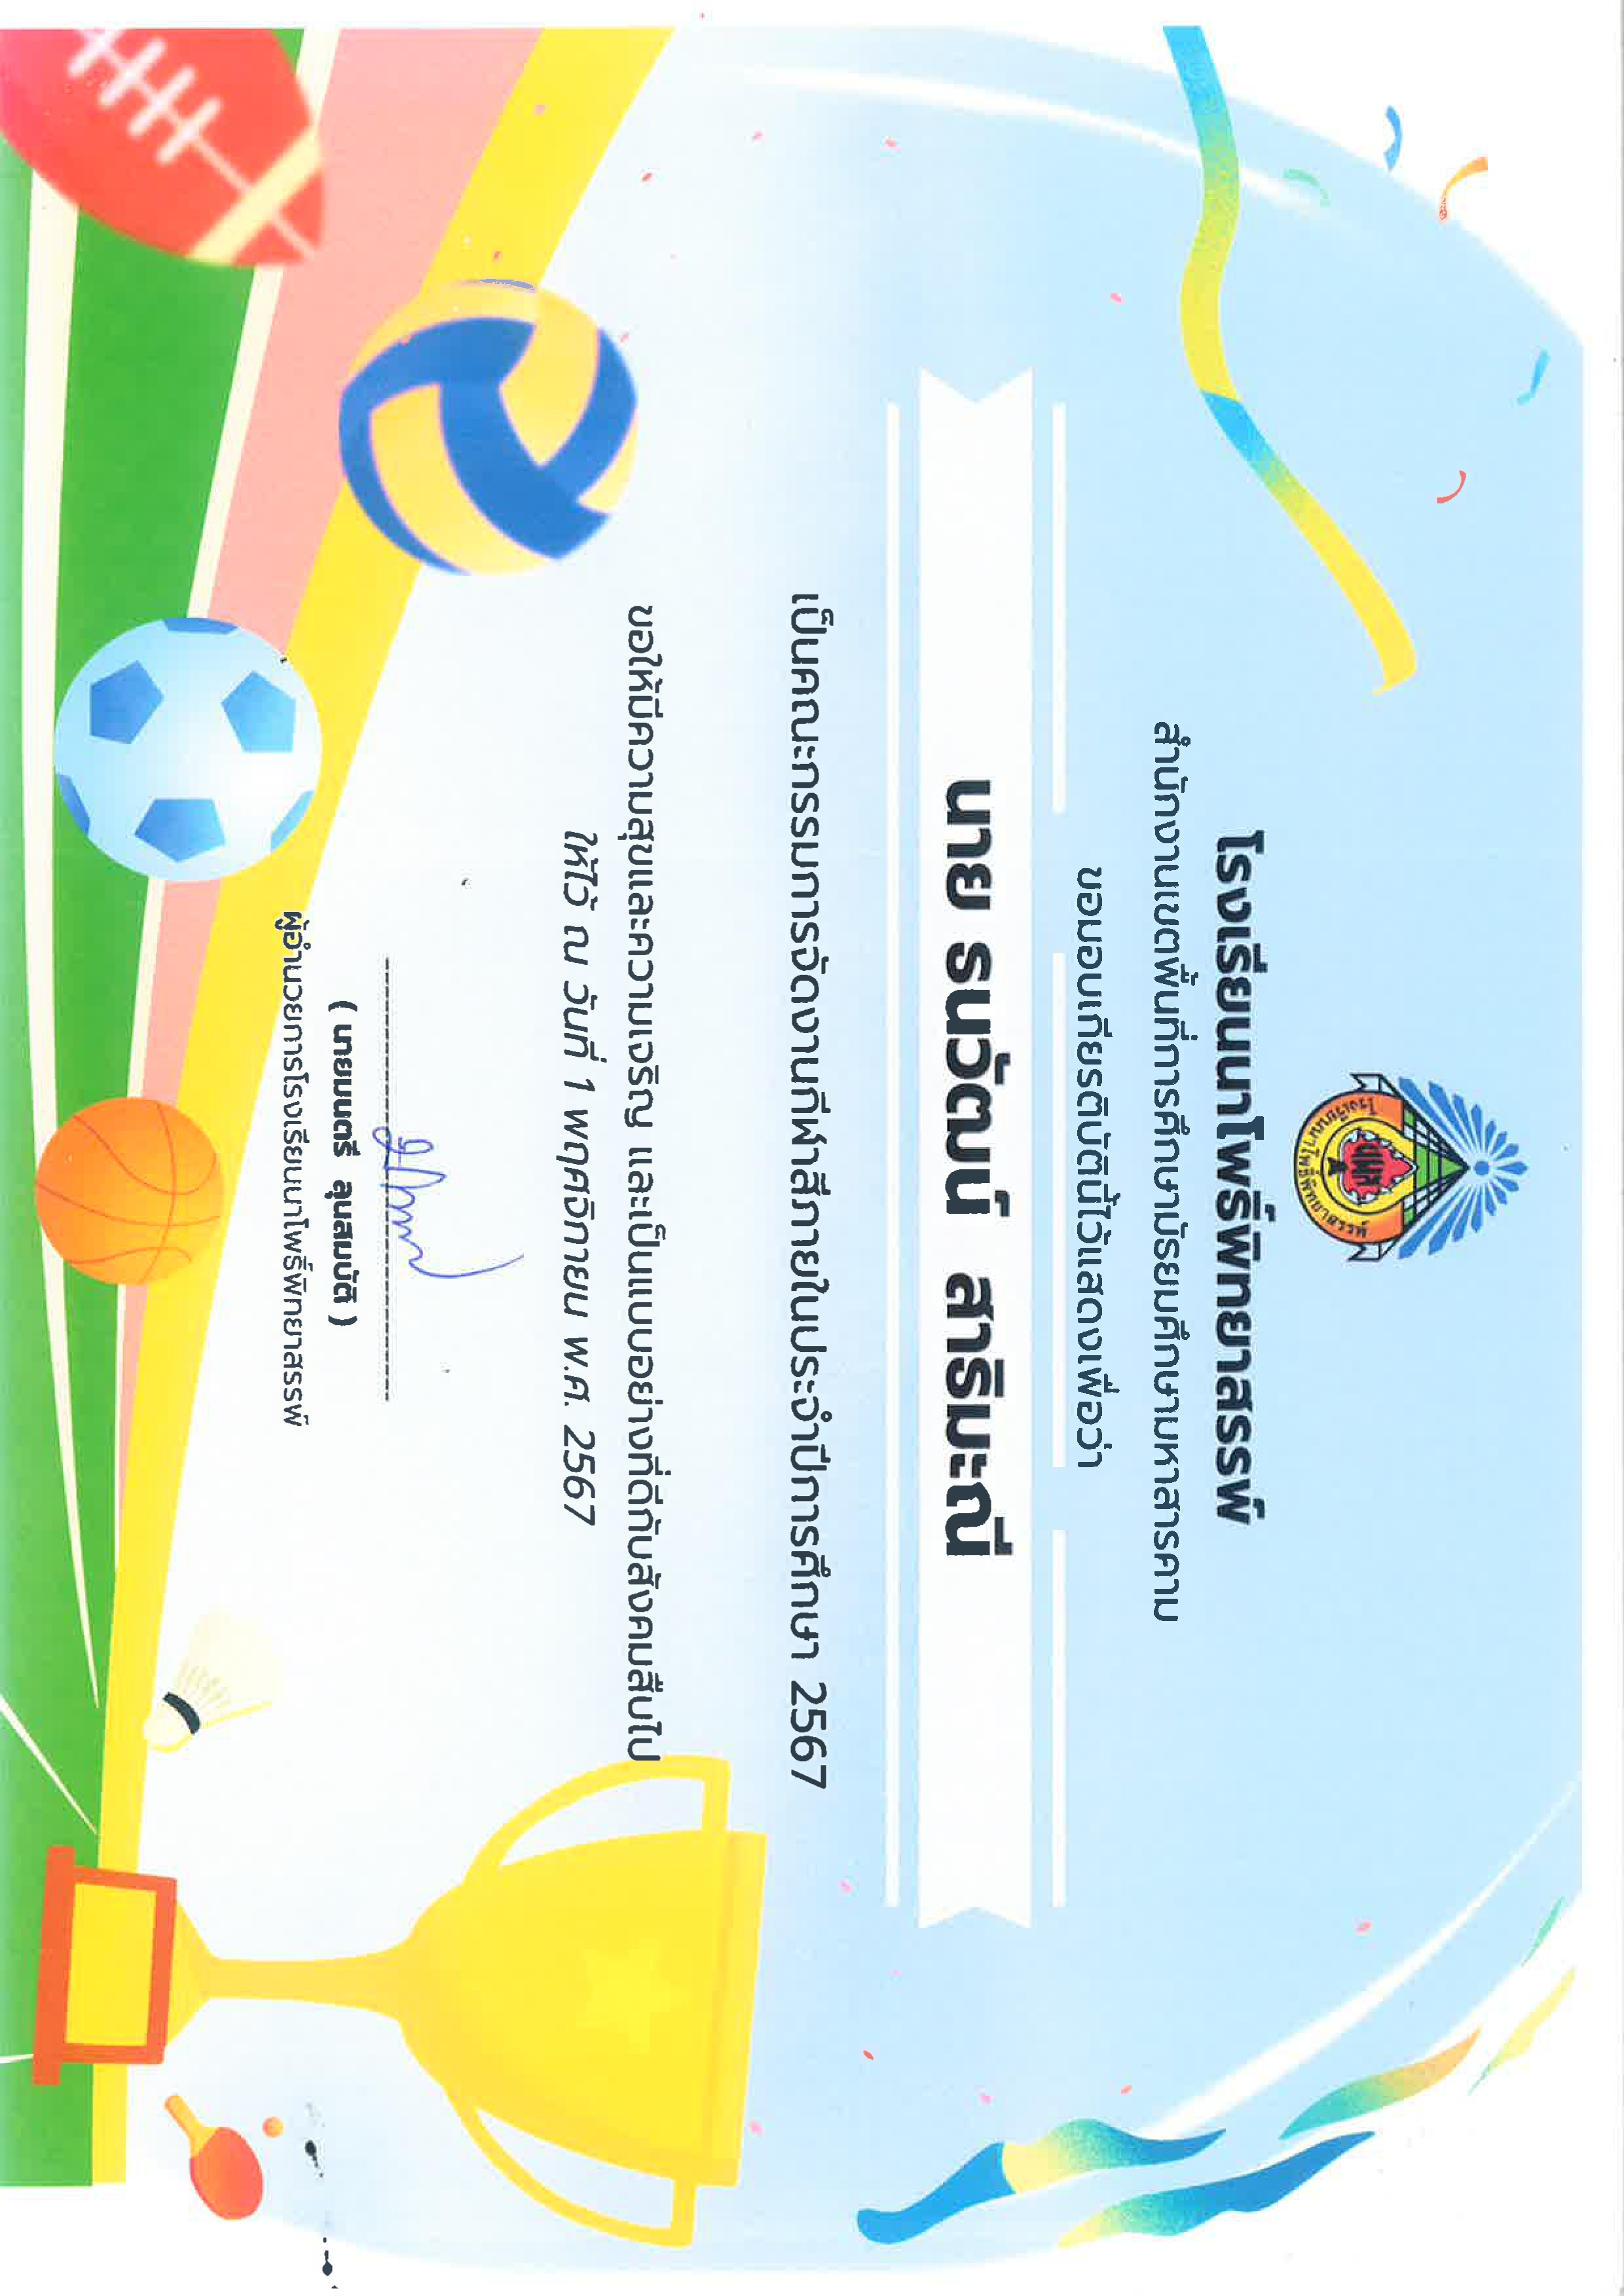 โรงเรียนนาโพธิ์พิทยาสรรพ์
สำนักงานเขตพื้นที่การศึกษามัธยมศึกษามหาสารคาม
ขอมอบเกียรติบัตินี้ไว้แสดงเพื่อว่า
นาย ธนวัฒน์ สาริมะณี
เป็นคณะกรรมการจัดงานกีฬาสีภายในประจำปีการศึกษา 2567
ขอให้มีความสุขและความเจริญ และเป็นแบบอย่างที่ดีกับสังคมสืบไป
ให้ไว้ ณ วันที่ 1 พฤศจิกายน พ.ศ. 2567
( นายมนตรี ลุนสมบัติ )
ผู้อำนวยการโรงเรียนนาโพธิ์พิทยาสรรพ์